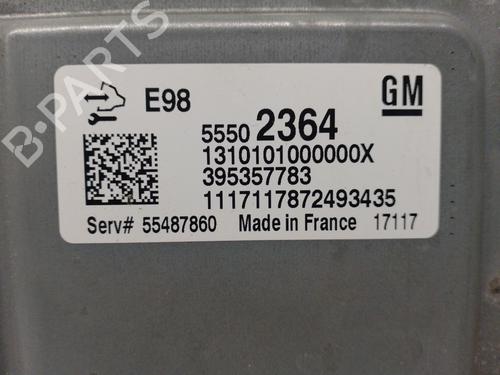 E98
GM
5550 2364
1310101000000X
395357783
1117117872493435
Serv# 55487860 Made in France 17117
B-PARTS